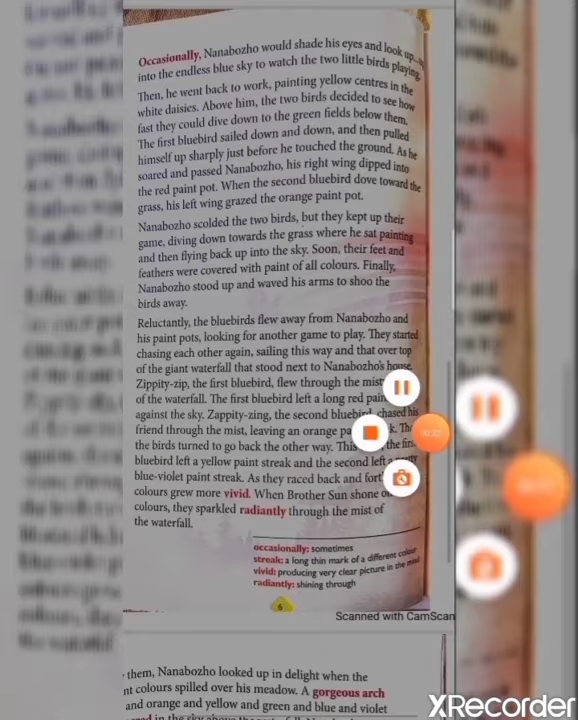 Occasionally, Nanabozho would shade his eyes and look up
into the endless blue sky to watch the two little birds playing.
Then, he went back to work, painting yellow centres in the
white daisies. Above him, the two birds decided to see how
fast they could dive down to the green fields below them.
The first bluebird sailed down and down, and then pulled
himself up sharply just before he touched the ground. As he
soared and passed Nanabozho, his right wing dipped into
the red paint pot. When the second bluebird dove toward the
grass, his left wing grazed the orange paint pot.
Nanabozho scolded the two birds, but they kept up their
game, diving down towards the grass where he sat painting
and then flying back up into the sky. Soon, their feet and
feathers were covered with paint of all colours. Finally,
Nanabozho stood up and waved his arms to shoo the
birds away.
Reluctantly, the bluebirds flew away from Nanabozho and
his paint pots, looking for another game to play. They started
chasing each other again, sailing this way and that over top
of the giant waterfall that stood next to Nanabozho's house.
Zippity-zip, the first bluebird, flew through the mist
of the waterfall. The first bluebird left a long red
against the sky. Zappity-zing, the second chased his
friend through the mist, leaving an orange
the birds turned to go back the other way. the
bluebird left a yellow paint streak and the second left a
blue-violet paint streak. As they raced back and
colours grew more vivid. When Brother Sun shone
colours, they sparkled radiantly through the mist of
the waterfall.
occasionally: sometimes
streak: a long thin mark of a different colour
vivid: producing very clear picture in the mind
radiantly: shining through
6
Scanned with CamScan
them, Nanabozho looked up in delight when the
nt colours spilled over his meadow. A gorgeous arch
and orange and yellow and green and blue and violet
XRecorder